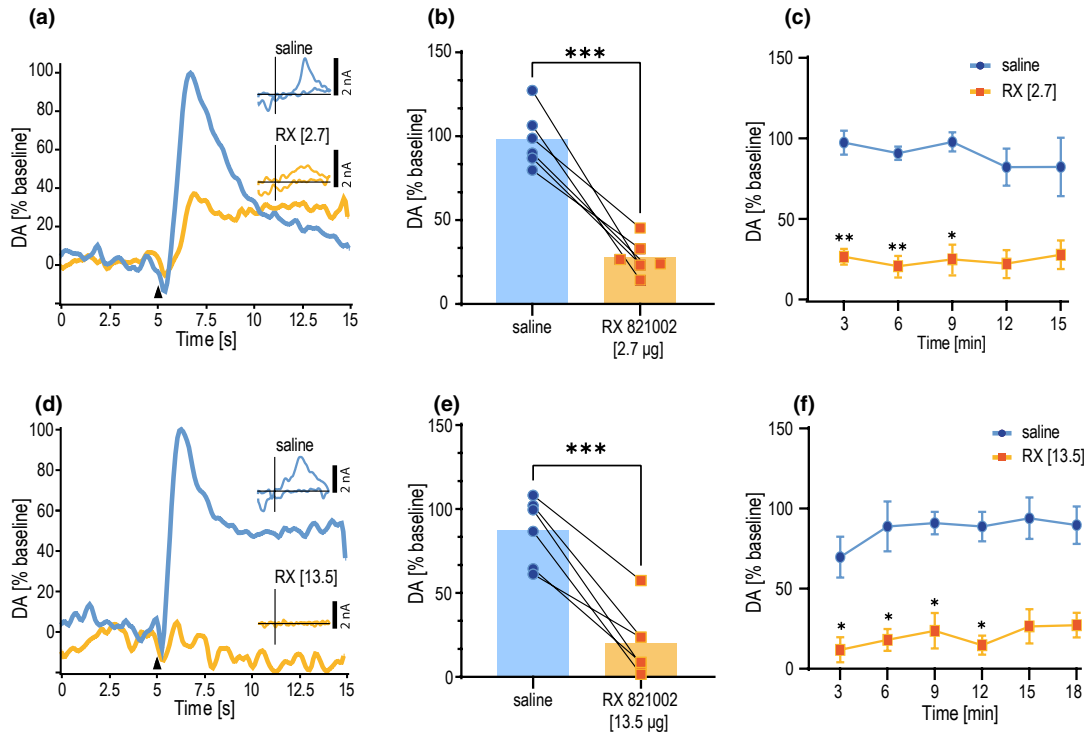 (a)
saline
2 nA
RX [2.7]
2 nA
DA [% baseline]
100
80
60
40
20
0
0 2.5 5 7.5 10 12.5 15
Time [s]
(b)
150
100
50
0
DA [% baseline]
***
saline
RX 821002
[2.7 µg]
(c)
150
100
50
0
DA [% baseline]
saline
RX [2.7]
** ** *
3 6 9 12 15
Time [min]
(d)
saline
2 nA
RX [13.5]
2 nA
DA [% baseline]
100
80
60
40
20
0
0 2.5 5 7.5 10 12.5 15
Time [s]
(e)
150
100
50
0
DA [% baseline]
***
saline
RX 821002
[13.5 µg]
(f)
150
100
50
0
DA [% baseline]
saline
RX [13.5]
* * * *
3 6 9 12 15 18
Time [min]